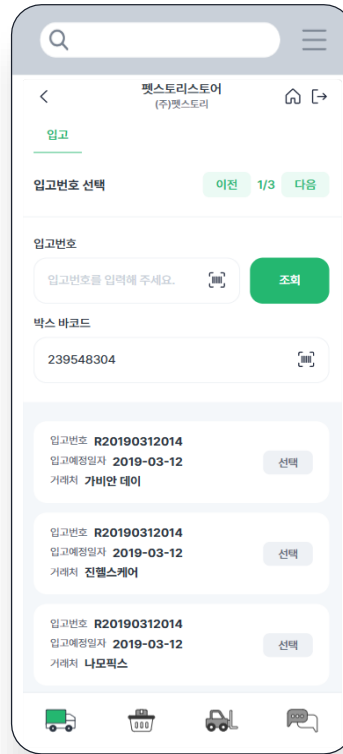 펫스토리스토어
(주)펫스토리
입고
입고번호 선택 이전 1/3 다음
입고번호
입고번호를 입력해 주세요. 조회
박스 바코드
239548304
입고번호 R20190312014
입고예정일자 2019-03-12
거래처 가비안 데이
선택
입고번호 R20190312014
입고예정일자 2019-03-12
거래처 진헬스케어
선택
입고번호 R20190312014
입고예정일자 2019-03-12
거래처 나모픽스
선택